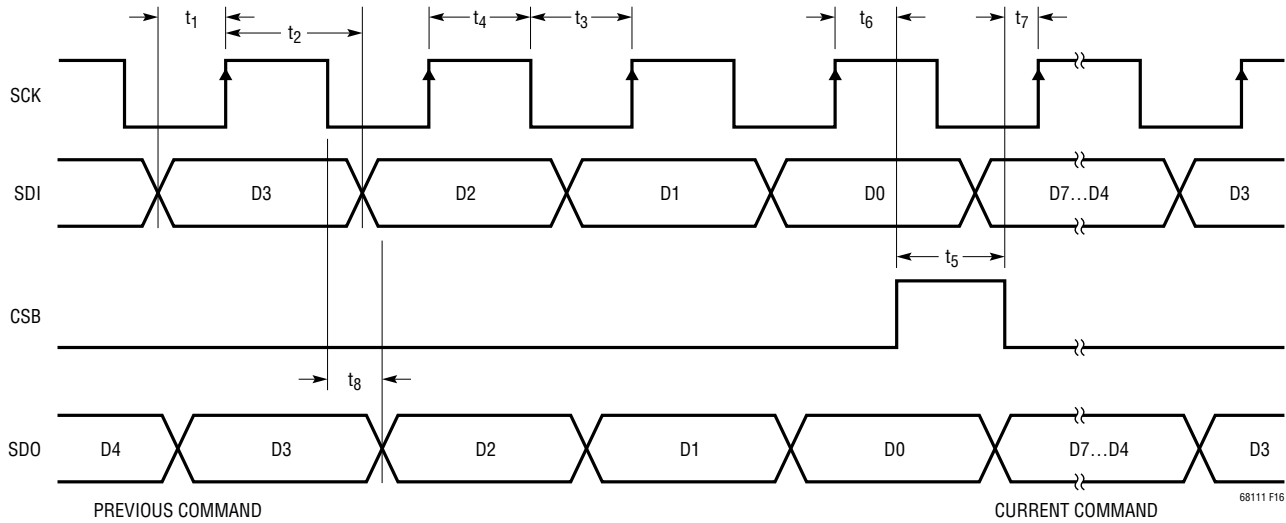 t1 t2 t4 t3 t6 t7
SCK
SDI D3 D2 D1 D0 D7...D4 D3
t5
CSB
t8
SDO D4 D3 D2 D1 D0 D7...D4 D3
68111 F16
PREVIOUS COMMAND CURRENT COMMAND